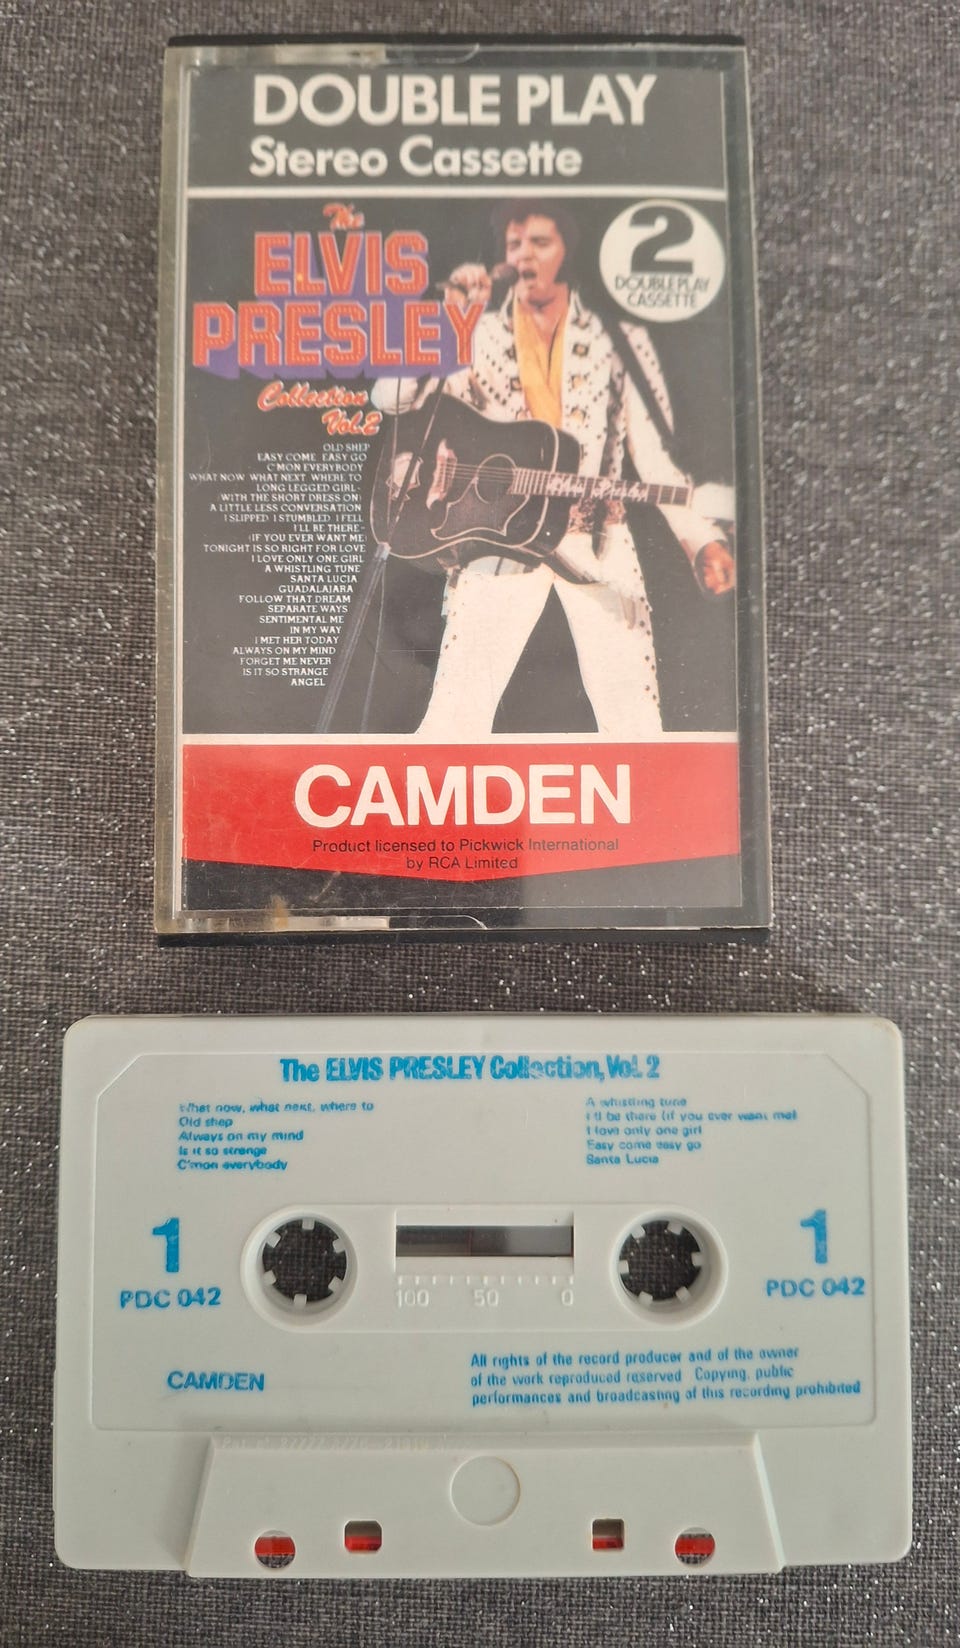 DOUBLE PLAY
Stereo Cassette
The
ELVIS
PRESLEY
Collection
Vol.2
2
DOUBLEPLAY
CASSETTE
OLD SHEP
EASY COME EASY GO
C'MON EVERYBODY
WHAT NOW WHAT NEXT WHERE TO
LONG LEGGED GIRL-
(WITH THE SHORT DRESS ON)
A LITTLE LESS CONVERSATION
I SLIPPED I STUMBLED I FELL
I'LL BE THERE-
(IF YOU EVER WANT ME)
TONIGHT IS SO RIGHT FOR LOVE
I LOVE ONLY ONE GIRL
A WHISTLING TUNE
SANTA LUCIA
GUADALAJARA
FOLLOW THAT DREAM
SEPARATE WAYS
SENTIMENTAL ME
IN MY WAY
I MET HER TODAY
ALWAYS ON MY MIND
FORGET ME NEVER
IS IT SO STRANGE
ANGEL
Elvis Presley
CAMDEN
Product licensed to Pickwick International
by RCA Limited
The ELVIS PRESLEY Collection, Vol. 2
What now, what next, where to
Old shep
Always on my mind
Is it so strange
C'mon everybody
A whistling tune
I'll be there (if you ever want me)
I love only one girl
Easy come easy go
Santa Lucia
1
PDC 042
100 50 0
1
PDC 042
CAMDEN
All rights of the record producer and of the owner
of the work reproduced reserved Copying, public
performances and broadcasting of this recording prohibited